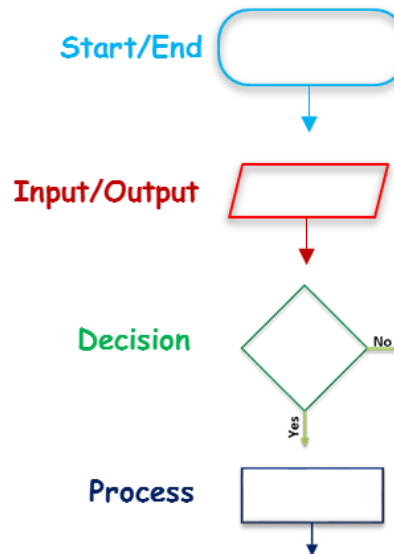 Start/End
Input/Output
Decision
No
Yes
Process